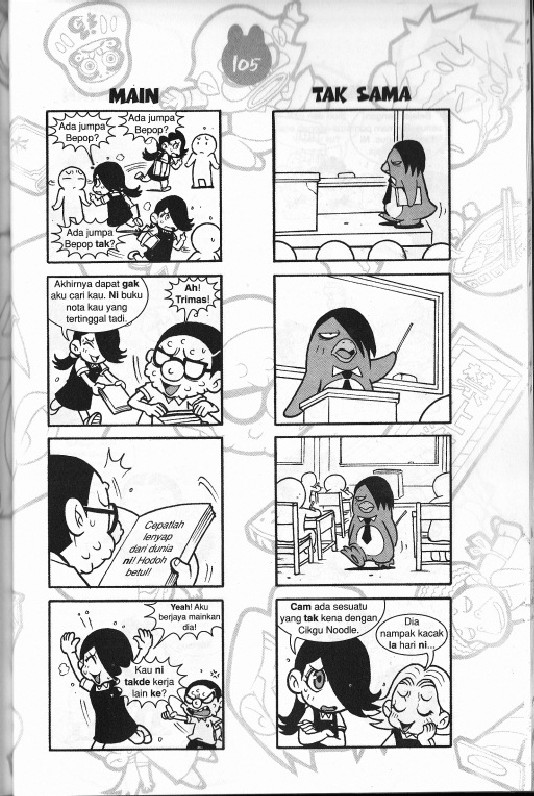 105
MAIN
Ada jumpa
Bepop?
Ada jumpa
Bepop?
Ada jumpa
Bepop tak?
Akhirnya dapat gak
aku cari kau. Ni buku
nota kau yang
tertinggal tadi.
Ah!
Trimas!
Cepatlah
lenyap
dari dunia
ni! Hodoh
betul!
Yeah! Aku
berjaya mainkan
dia!
Kau ni
takde kerja
lain ke?
TAK SAMA
Cam ada sesuatu
yang tak kena dengan
Cikgu Noodle.
Dia
nampak kacak
la hari ni...